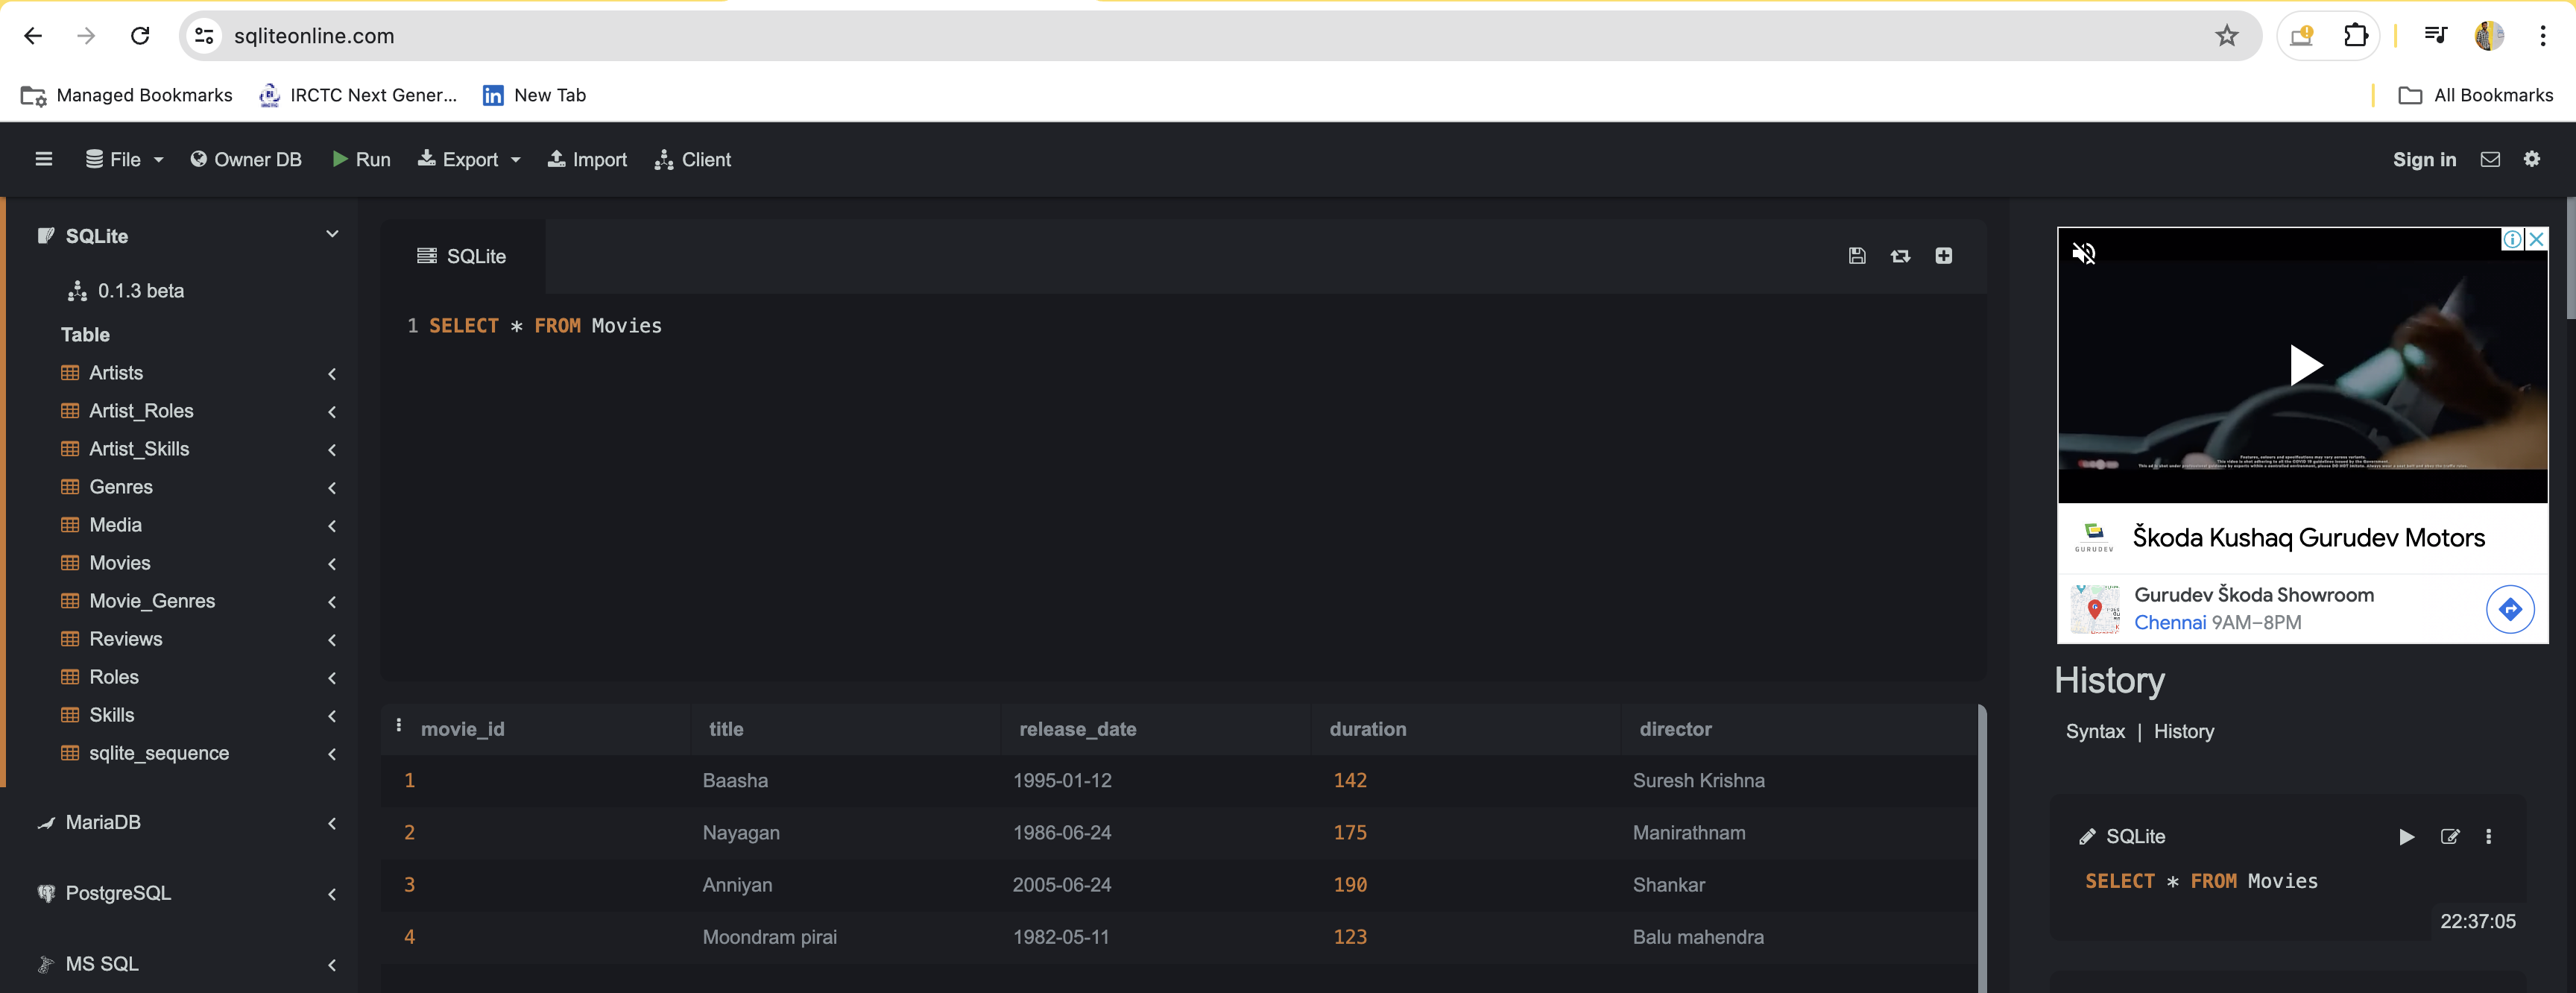 sqliteonline.com
Managed Bookmarks IRCTC Next Gener... New Tab All Bookmarks
File Owner DB Run Export Import Client Sign in
SQLite
0.1.3 beta
Table
Artists
Artist_Roles
Artist_Skills
Genres
Media
Movies
Movie_Genres
Reviews
Roles
Skills
sqlite_sequence
MariaDB
PostgreSQL
MS SQL
SQLite
1 SELECT * FROM Movies
movie_id title release_date duration director
1 Baasha 1995-01-12 142 Suresh Krishna
2 Nayagan 1986-06-24 175 Manirathnam
3 Anniyan 2005-06-24 190 Shankar
4 Moondram pirai 1982-05-11 123 Balu mahendra
GURUDEV
Škoda Kushaq Gurudev Motors
Gurudev Škoda Showroom
Chennai 9AM–8PM
History
Syntax | History
SQLite
SELECT * FROM Movies
22:37:05